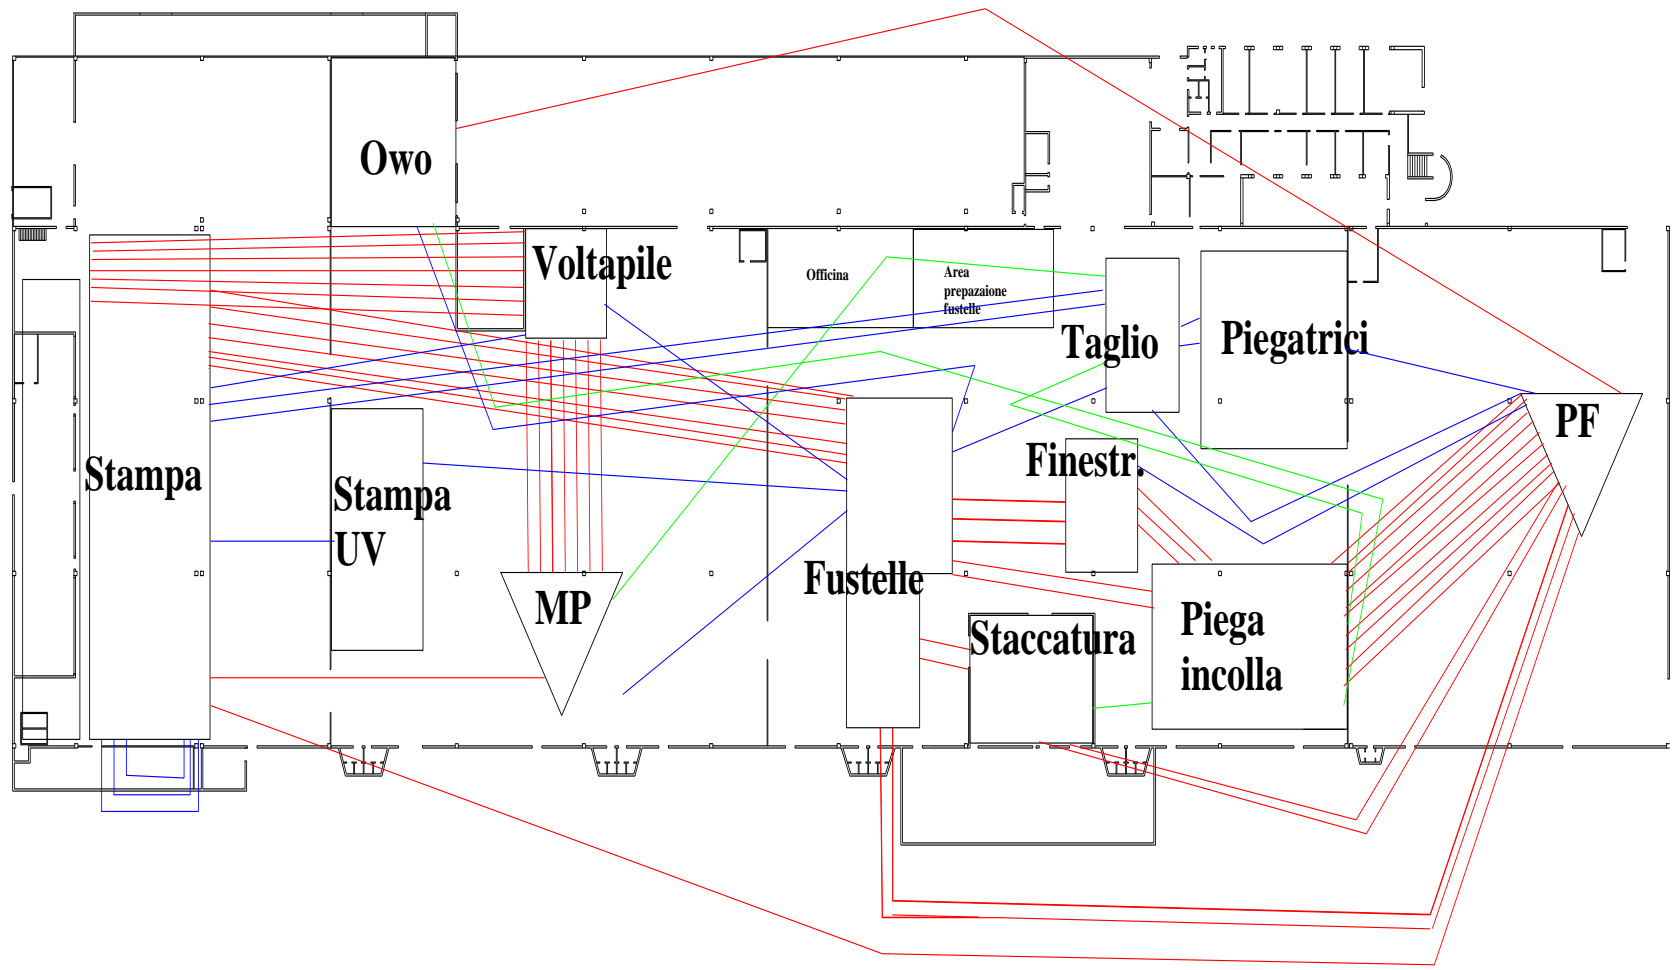 Owo
Voltapile
Officina
Area
prepazaione
fustelle
Taglio
Piegatrici
PF
Stampa
Stampa
UV
Finestr.
MP
Fustelle
Staccatura
Piega
incolla